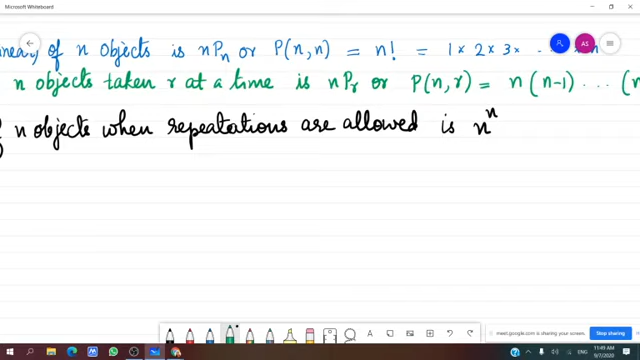 Microsoft Whiteboard
AS
of n objects is nPn or P(n,n) = n! = 1 × 2 × 3 ×
n objects taken r at a time is nPr or P(n,r) = n(n-1) ... (n
n objects when repeatations are allowed is nⁿ
A
meet.google.com is sharing your screen.
Stop sharing
11:45 AM
9/7/2020